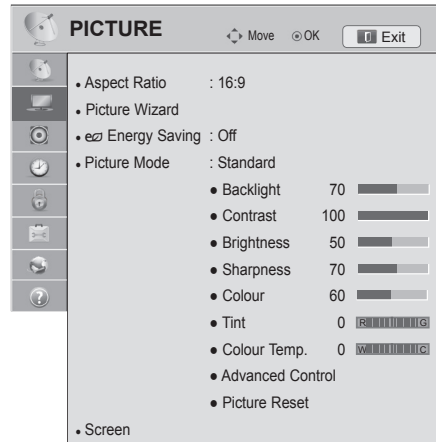 PICTURE Move OK Exit
• Aspect Ratio : 16:9
• Picture Wizard
• Energy Saving : Off
• Picture Mode : Standard
● Backlight 70
● Contrast 100
● Brightness 50
● Sharpness 70
● Colour 60
● Tint 0 R G
● Colour Temp. 0 W C
● Advanced Control
● Picture Reset
• Screen